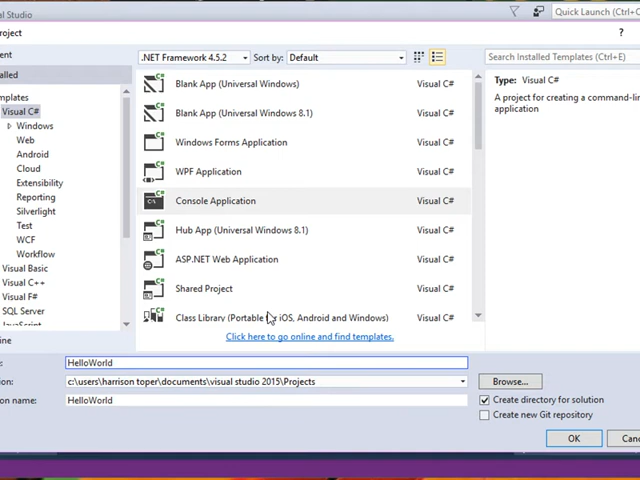 l Studio
Quick Launch (Ctrl+
roject
?
ent
alled
.NET Framework 4.5.2
Sort by: Default
Search Installed Templates (Ctrl+E)
mplates
Visual C#
Windows
Web
Android
Cloud
Extensibility
Reporting
Silverlight
Test
WCF
Workflow
Visual Basic
Visual C++
Visual F#
SQL Server
JavaScript
nline
Blank App (Universal Windows) Visual C#
Blank App (Universal Windows 8.1) Visual C#
Windows Forms Application Visual C#
WPF Application Visual C#
Console Application Visual C#
Hub App (Universal Windows 8.1) Visual C#
ASP.NET Web Application Visual C#
Shared Project Visual C#
Class Library (Portable for iOS, Android and Windows) Visual C#
Click here to go online and find templates.
Type: Visual C#
A project for creating a command-lin
application
e: HelloWorld
tion: c:\users\harrison toper\documents\visual studio 2015\Projects
Browse...
on name: HelloWorld
Create directory for solution
Create new Git repository
OK
Canc